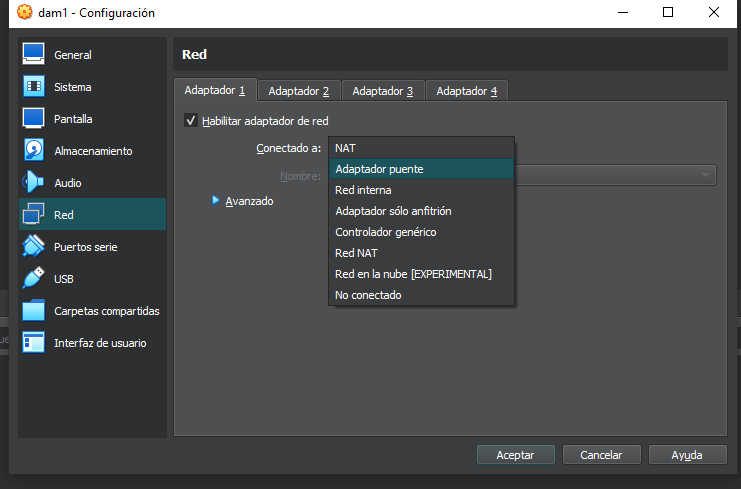 dam1 - Configuración
General
Sistema
Pantalla
Almacenamiento
Audio
Red
Puertos serie
USB
Carpetas compartidas
Interfaz de usuario
Red
Adaptador 1 Adaptador 2 Adaptador 3 Adaptador 4
Habilitar adaptador de red
Conectado a:
Nombre:
Avanzado
NAT
Adaptador puente
Red interna
Adaptador sólo anfitrión
Controlador genérico
Red NAT
Red en la nube [EXPERIMENTAL]
No conectado
Aceptar Cancelar Ayuda